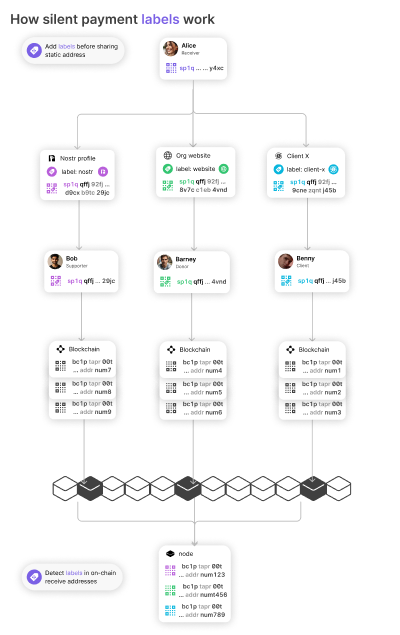 How silent payment labels work
Add labels before sharing
static address
Alice
Receiver
sp1q ... ... y4xc
Nostr profile
label: nostr
sp1q qffj 92fj ...
d9cx b9tc 29jc
Org website
label: website
sp1q qffj 92fj ...
8v7c c1eb 4vnd
Client X
label: client-x
sp1q qffj 92fj ...
9cne zqnt j45b
Bob
Supporter
sp1q qffj ... 29jc
Barney
Donor
sp1q qffj ... 4vnd
Benny
Client
sp1q qffj ... j45b
Blockchain
bc1p tapr 00t
... addr num7
bc1p tapr 00t
... addr num8
bc1p tapr 00t
... addr num9
Blockchain
bc1p tapr 00t
... addr num4
bc1p tapr 00t
... addr num5
bc1p tapr 00t
... addr num6
Blockchain
bc1p tapr 00t
... addr num1
bc1p tapr 00t
... addr num2
bc1p tapr 00t
... addr num3
node
bc1p tapr 00t
... addr num123
bc1p tapr 00t
... addr numt456
bc1p tapr 00t
... addr num789
Detect labels in on-chain
receive addresses